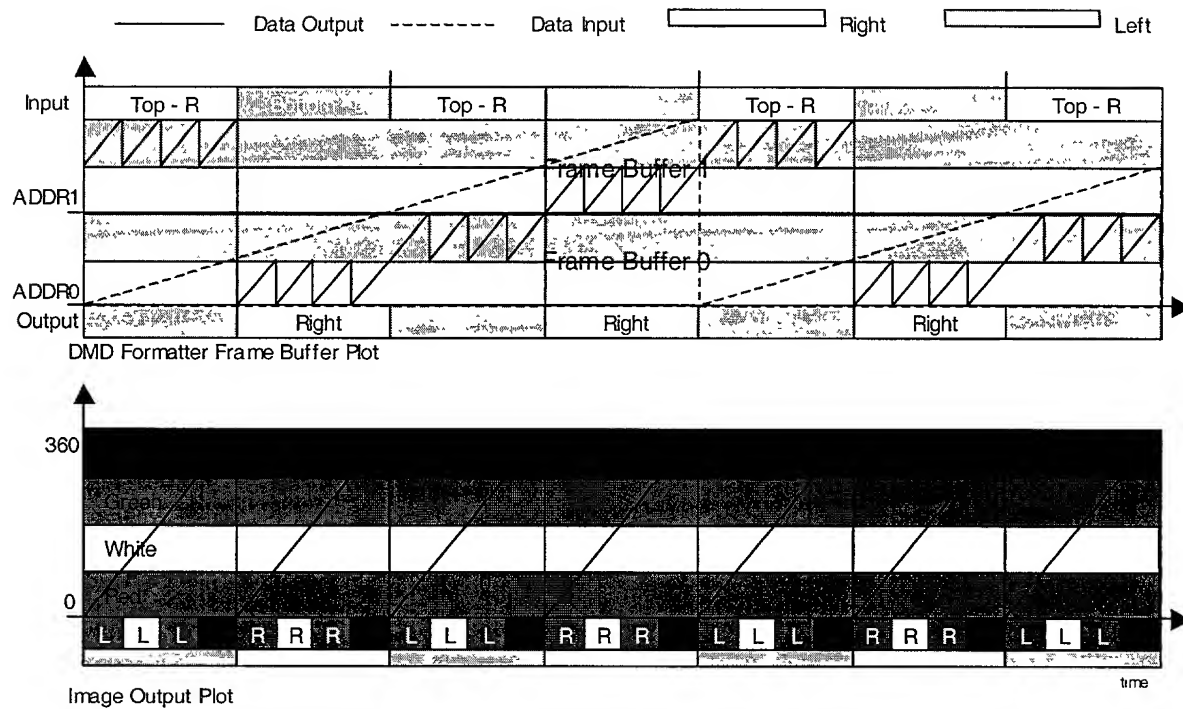 Data Output Data Input Right Left
Input Top - R Top - R Top - R Top - R
Frame Buffer 1
ADDR1
Frame Buffer 0
ADDR0
Output Right Right Right
DMD Formatter Frame Buffer Plot
360
Green
White
Red
0
L L L R R R L L L R R R L L L R R R L L L
time
Image Output Plot